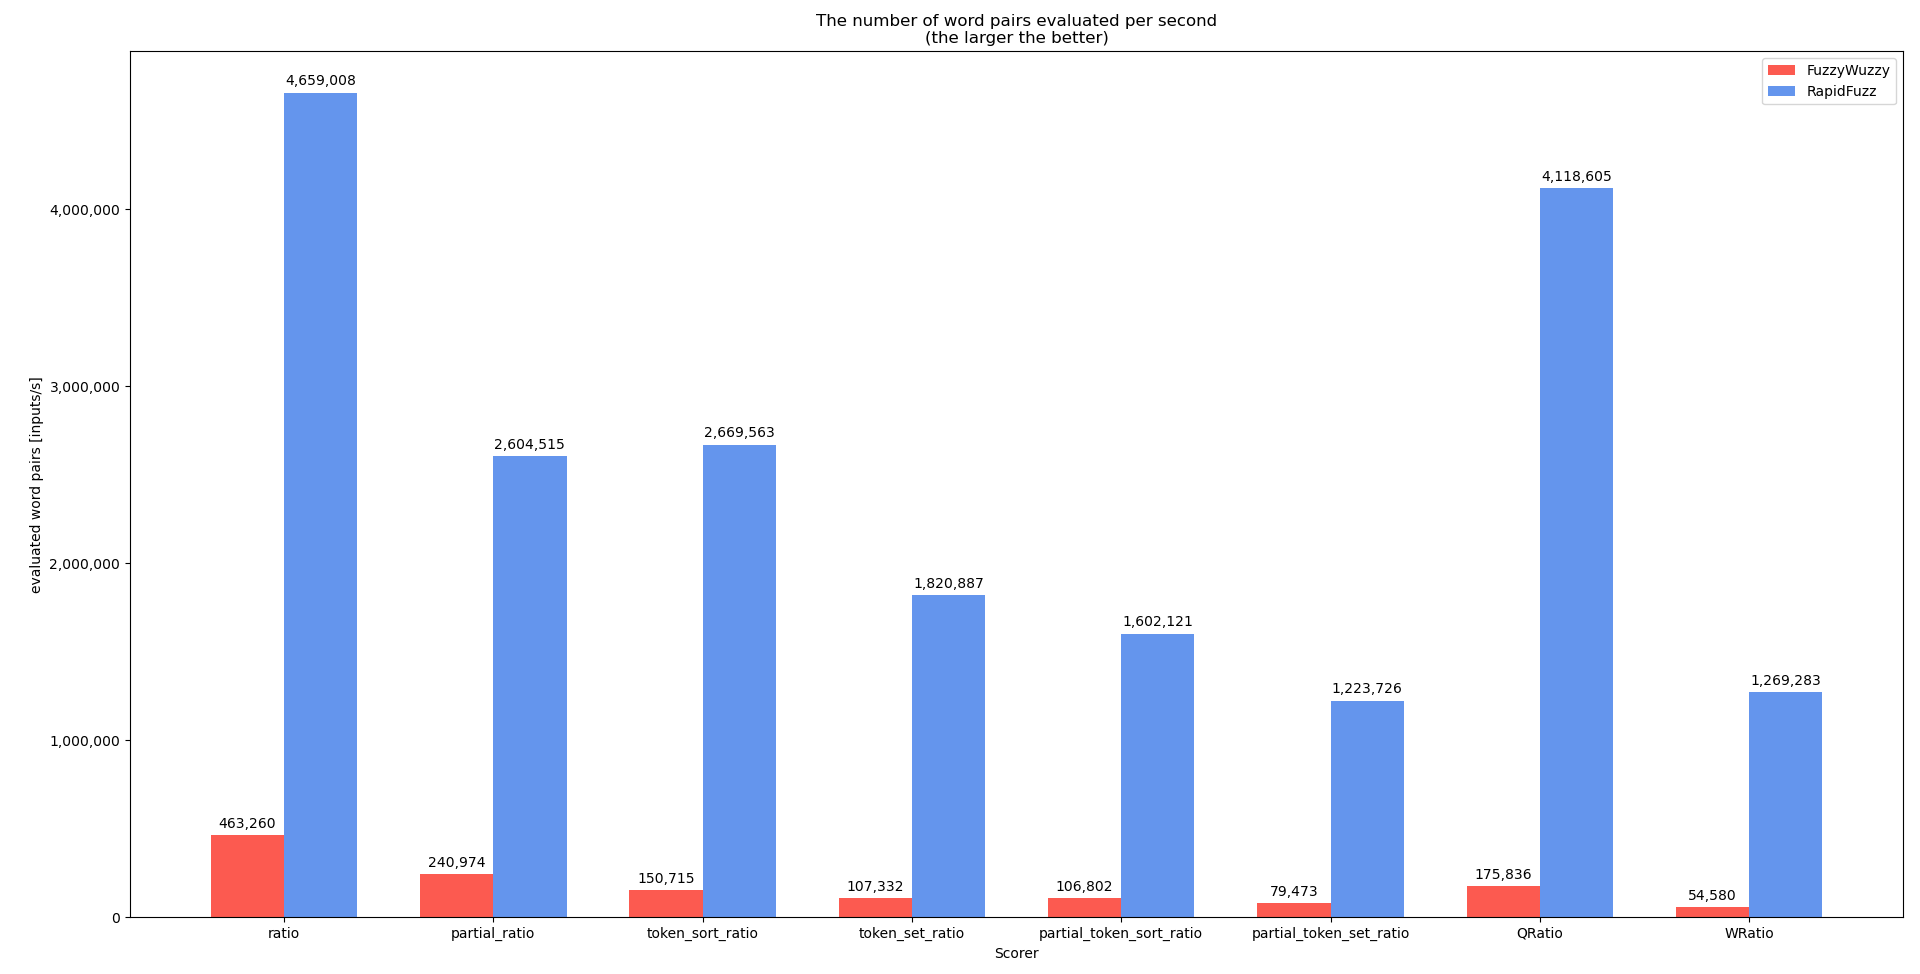 The number of word pairs evaluated per second
(the larger the better)
FuzzyWuzzy
RapidFuzz
evaluated word pairs [inputs/s]
4,000,000
3,000,000
2,000,000
1,000,000
0
463,260
4,659,008
240,974
2,604,515
150,715
2,669,563
107,332
1,820,887
106,802
1,602,121
79,473
1,223,726
175,836
4,118,605
54,580
1,269,283
ratio
partial_ratio
token_sort_ratio
token_set_ratio
partial_token_sort_ratio
partial_token_set_ratio
QRatio
WRatio
Scorer